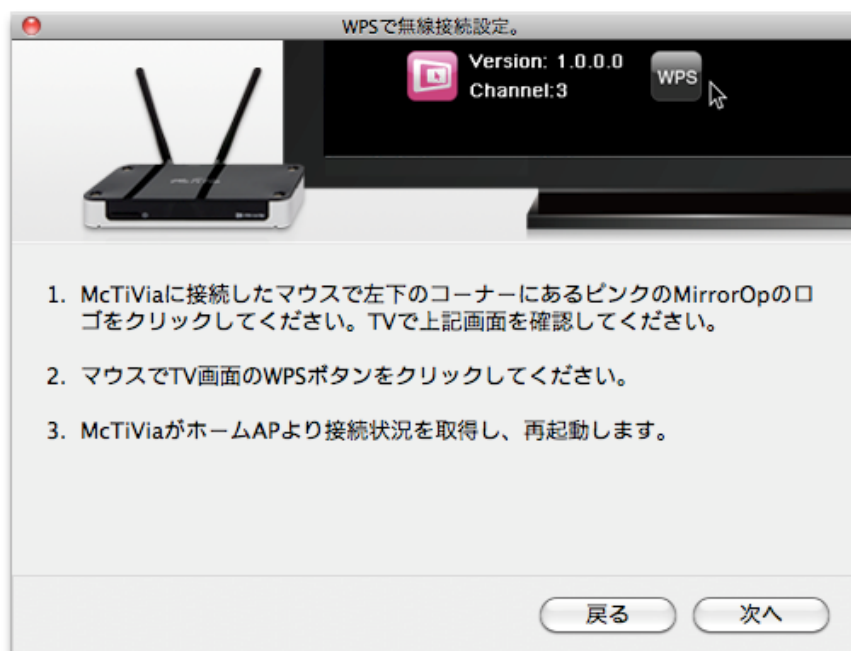 WPSで無線接続設定。
Version: 1.0.0.0
Channel:3
WPS
1. McTiViaに接続したマウスで左下のコーナーにあるピンクのMirrorOpのロ
ゴをクリックしてください。TVで上記画面を確認してください。
2. マウスでTV画面のWPSボタンをクリックしてください。
3. McTiViaがホームAPより接続状況を取得し、再起動します。
戻る
次へ